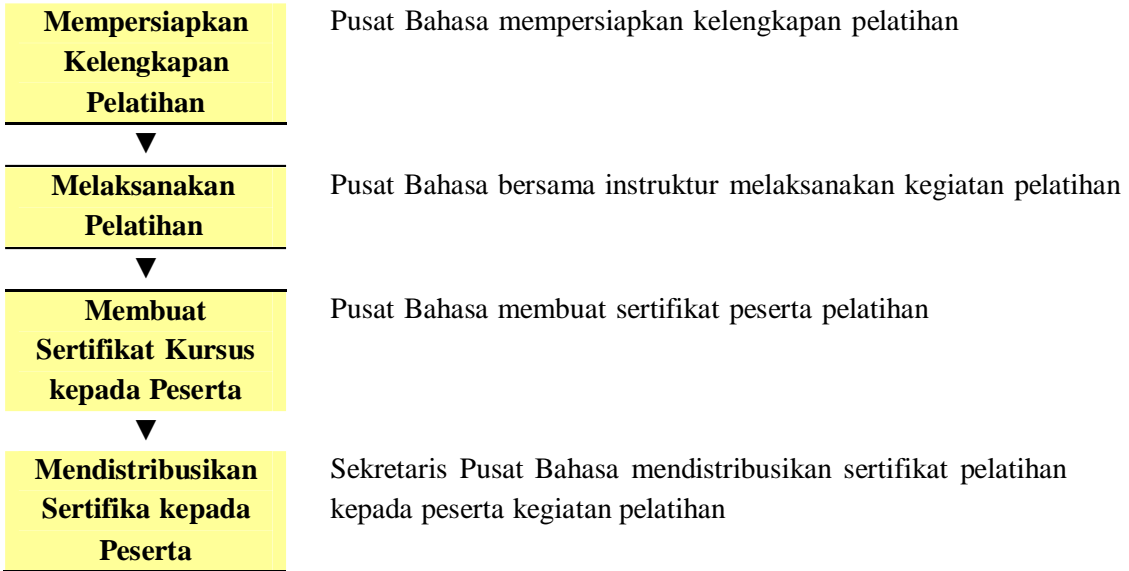 Mempersiapkan
Kelengkapan
Pelatihan
Pusat Bahasa mempersiapkan kelengkapan pelatihan
▼
Melaksanakan
Pelatihan
Pusat Bahasa bersama instruktur melaksanakan kegiatan pelatihan
▼
Membuat
Sertifikat Kursus
kepada Peserta
Pusat Bahasa membuat sertifikat peserta pelatihan
▼
Mendistribusikan
Sertifika kepada
Peserta
Sekretaris Pusat Bahasa mendistribusikan sertifikat pelatihan
kepada peserta kegiatan pelatihan